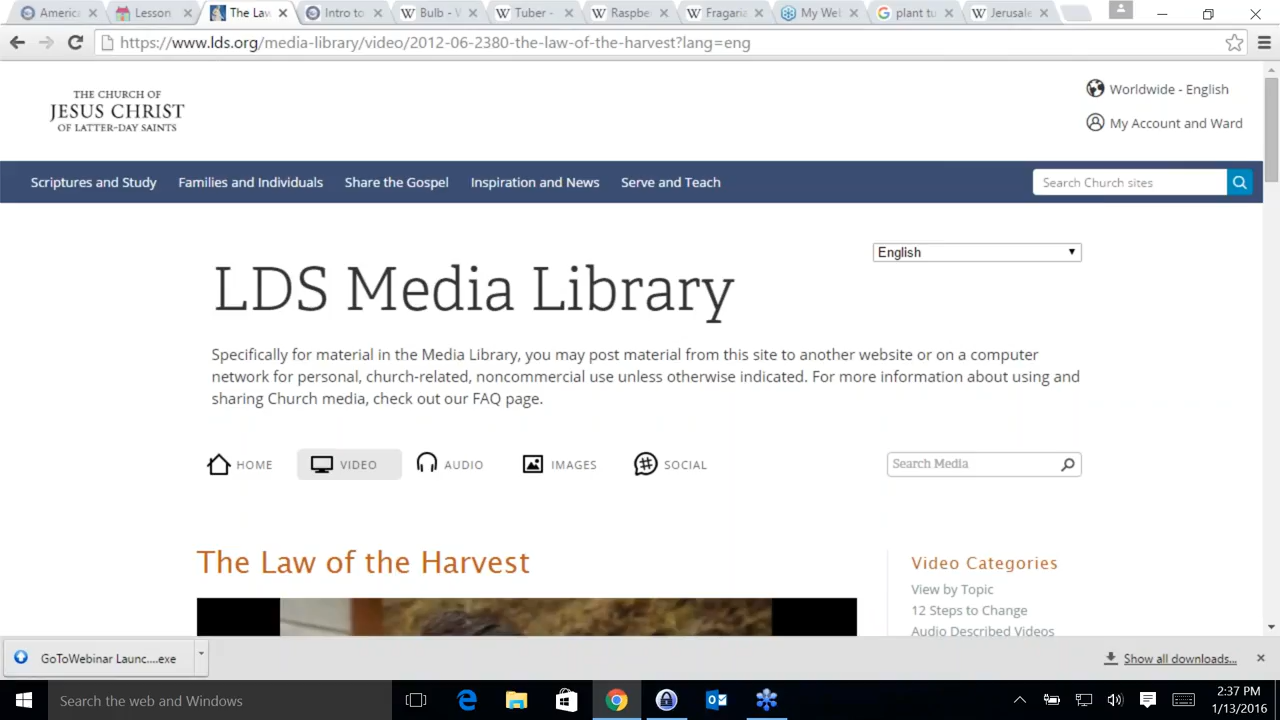 Americ
Lesson
The Law
Intro to
Bulb - W
Tuber -
Raspbe
Fragaria
My Wel
plant tu
Jerusale
https://www.lds.org/media-library/video/2012-06-2380-the-law-of-the-harvest?lang=eng
THE CHURCH OF
JESUS CHRIST
OF LATTER-DAY SAINTS
Worldwide - English
My Account and Ward
Scriptures and Study Families and Individuals Share the Gospel Inspiration and News Serve and Teach Search Church sites
English
LDS Media Library
Specifically for material in the Media Library, you may post material from this site to another website or on a computer
network for personal, church-related, noncommercial use unless otherwise indicated. For more information about using and
sharing Church media, check out our FAQ page.
HOME VIDEO AUDIO IMAGES SOCIAL Search Media
The Law of the Harvest
Video Categories
View by Topic
12 Steps to Change
Audio Described Videos
GoToWebinar Launc....exe
Show all downloads...
Search the web and Windows
2:37 PM
1/13/2016